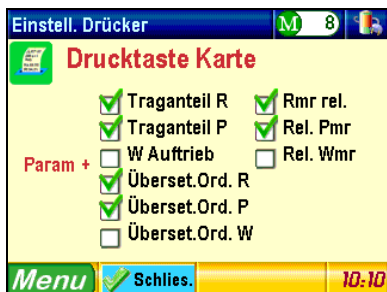 Einstell. Drücker
M 8
Drucktaste Karte
Traganteil R
Rmr rel.
Traganteil P
Rel. Pmr
Param +
W Auftrieb
Rel. Wmr
Überset.Ord. R
Überset.Ord. P
Überset.Ord. W
Menu
Schlies.
10:10